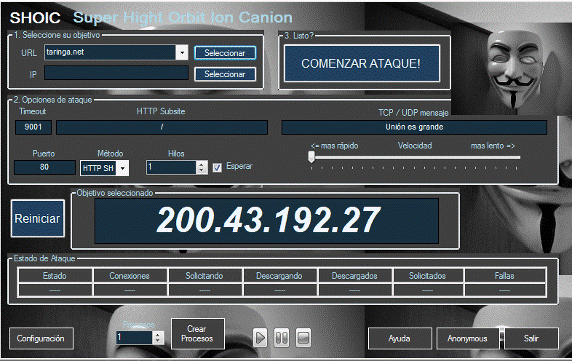 SHOIC Super Hight Orbit Ion Canion
1. Seleccione su objetivo
URL taringa.net Seleccionar
IP Seleccionar
3. Listo?
COMENZAR ATAQUE!
2. Opciones de ataque
Timeout HTTP Subsite TCP / UDP mensaje
9001 / Unión es grande
<= mas rápido Velocidad mas lento =>
Puerto Método Hilos
80 HTTP SH 1 Esperar
Reiniciar
Objetivo seleccionado
200.43.192.27
Estado de Ataque
Estado Conexiones Solicitando Descargando Descargados Solicitados Fallas
---- ---- ---- ---- ---- ---- ----
Configuración
1
Crear Procesos
Ayuda Anonymous Salir